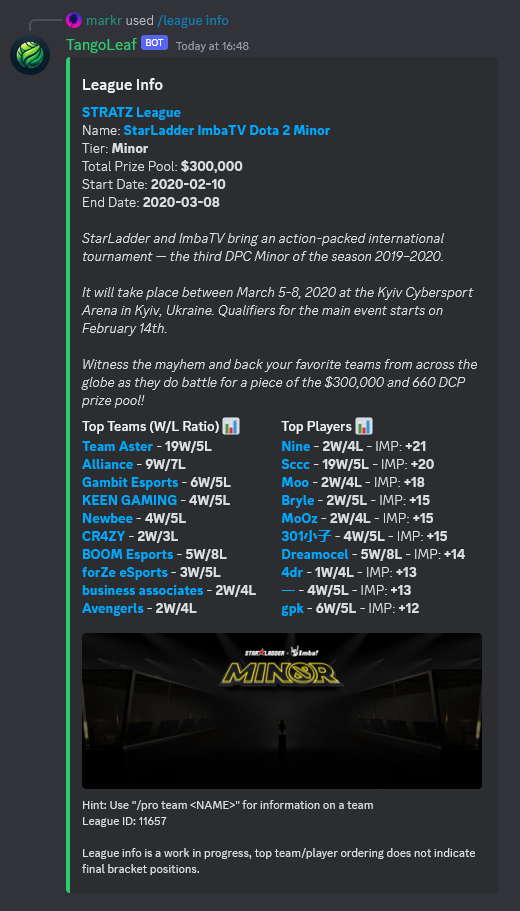 markr used /league info
TangoLeaf BOT Today at 16:48
League Info
STRATZ League
Name: StarLadder ImbaTV Dota 2 Minor
Tier: Minor
Total Prize Pool: $300,000
Start Date: 2020-02-10
End Date: 2020-03-08
StarLadder and ImbaTV bring an action-packed international
tournament — the third DPC Minor of the season 2019–2020.
It will take place between March 5-8, 2020 at the Kyiv Cybersport
Arena in Kyiv, Ukraine. Qualifiers for the main event starts on
February 14th.
Witness the mayhem and back your favorite teams from across the
globe as they do battle for a piece of the $300,000 and 660 DCP
prize pool!
Top Teams (W/L Ratio) 📊
Team Aster - 19W/5L
Alliance - 9W/7L
Gambit Esports - 6W/5L
KEEN GAMING - 4W/5L
Newbee - 4W/5L
CR4ZY - 2W/3L
BOOM Esports - 5W/8L
forZe eSports - 3W/5L
business associates - 2W/4L
Avengerls - 2W/4L
Top Players 📊
Nine - 2W/4L - IMP: +21
Sccc - 19W/5L - IMP: +20
Moo - 2W/4L - IMP: +18
Bryle - 2W/5L - IMP: +15
MoOz - 2W/4L - IMP: +15
301小子 - 4W/5L - IMP: +15
Dreamocel - 5W/8L - IMP: +14
4dr - 1W/4L - IMP: +13
一 - 4W/5L - IMP: +13
gpk - 6W/5L - IMP: +12
STARLADDER ImbaTV
MINOR
Hint: Use "/pro team <NAME>" for information on a team
League ID: 11657
League info is a work in progress, top team/player ordering does not indicate
final bracket positions.